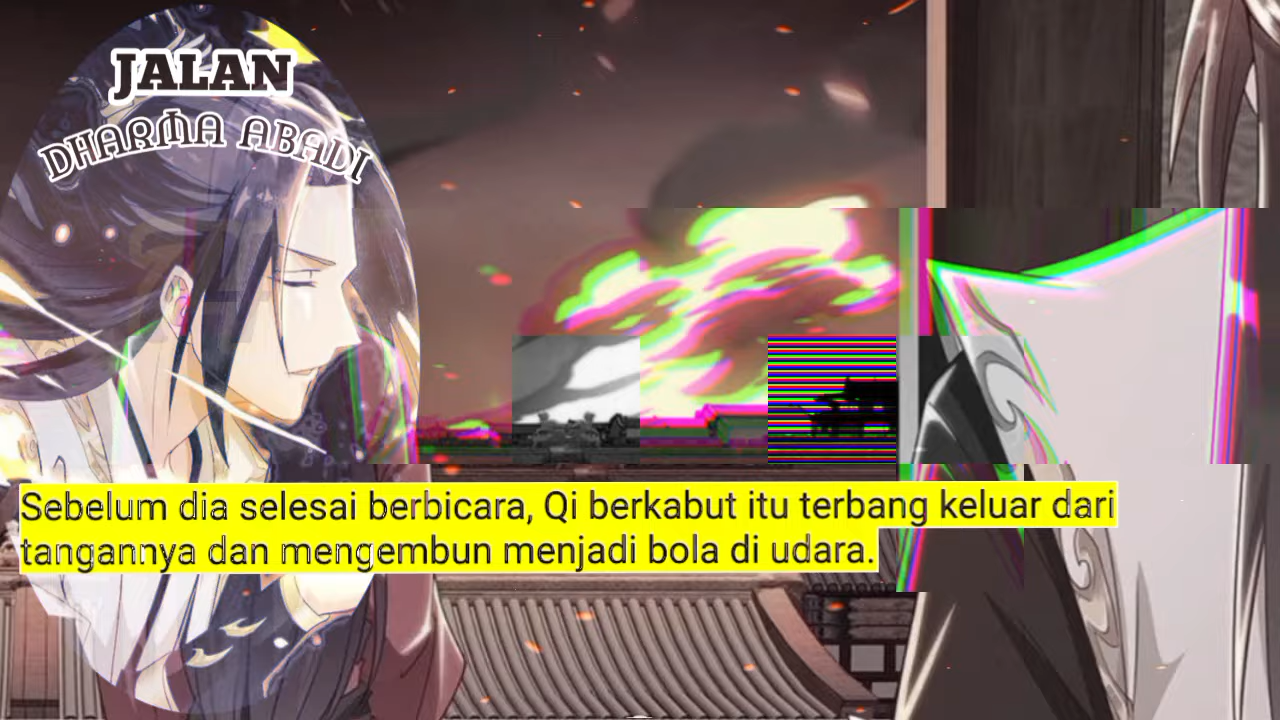 JALAN
DHARMA ABADI
Sebelum dia selesai berbicara, Qi berkabut itu terbang keluar dari
tangannya dan mengembun menjadi bola di udara.